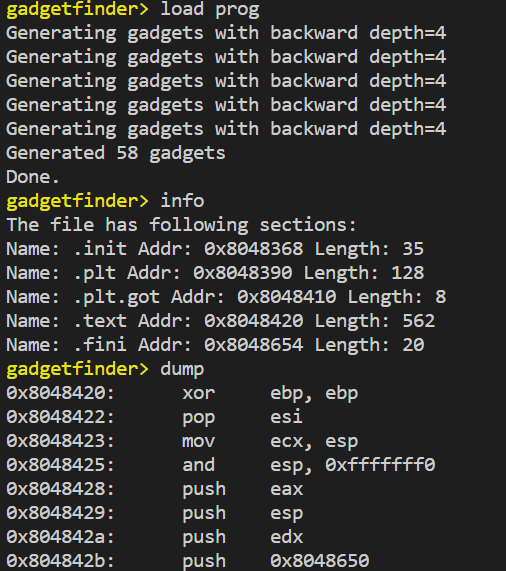 gadgetfinder> load prog
Generating gadgets with backward depth=4
Generating gadgets with backward depth=4
Generating gadgets with backward depth=4
Generating gadgets with backward depth=4
Generating gadgets with backward depth=4
Generated 58 gadgets
Done.
gadgetfinder> info
The file has following sections:
Name: .init Addr: 0x8048368 Length: 35
Name: .plt Addr: 0x8048390 Length: 128
Name: .plt.got Addr: 0x8048410 Length: 8
Name: .text Addr: 0x8048420 Length: 562
Name: .fini Addr: 0x8048654 Length: 20
gadgetfinder> dump
0x8048420: xor ebp, ebp
0x8048422: pop esi
0x8048423: mov ecx, esp
0x8048425: and esp, 0xfffffff0
0x8048428: push eax
0x8048429: push esp
0x804842a: push edx
0x804842b: push 0x8048650